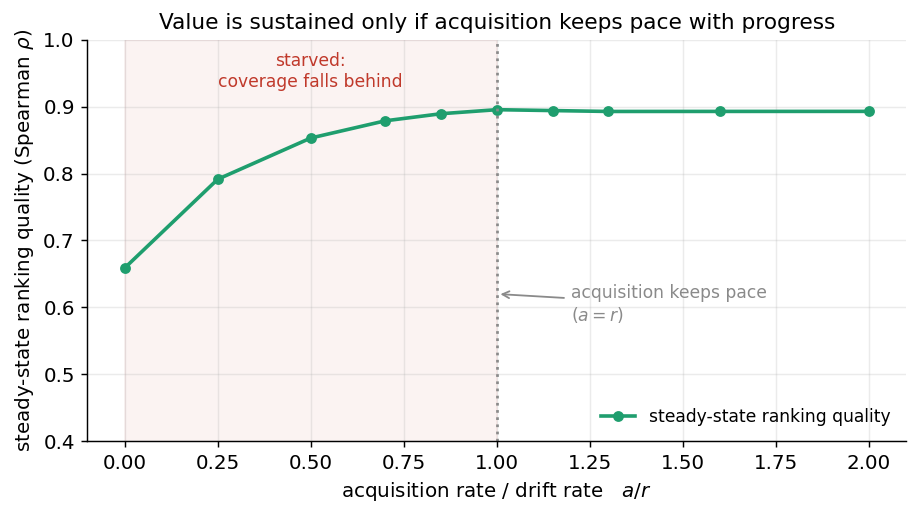 Value is sustained only if acquisition keeps pace with progress
steady-state ranking quality (Spearman ρ)
1.0
0.9
0.8
0.7
0.6
0.5
0.4
starved:
coverage falls behind
acquisition keeps pace
(a = r)
steady-state ranking quality
0.00 0.25 0.50 0.75 1.00 1.25 1.50 1.75 2.00
acquisition rate / drift rate a/r